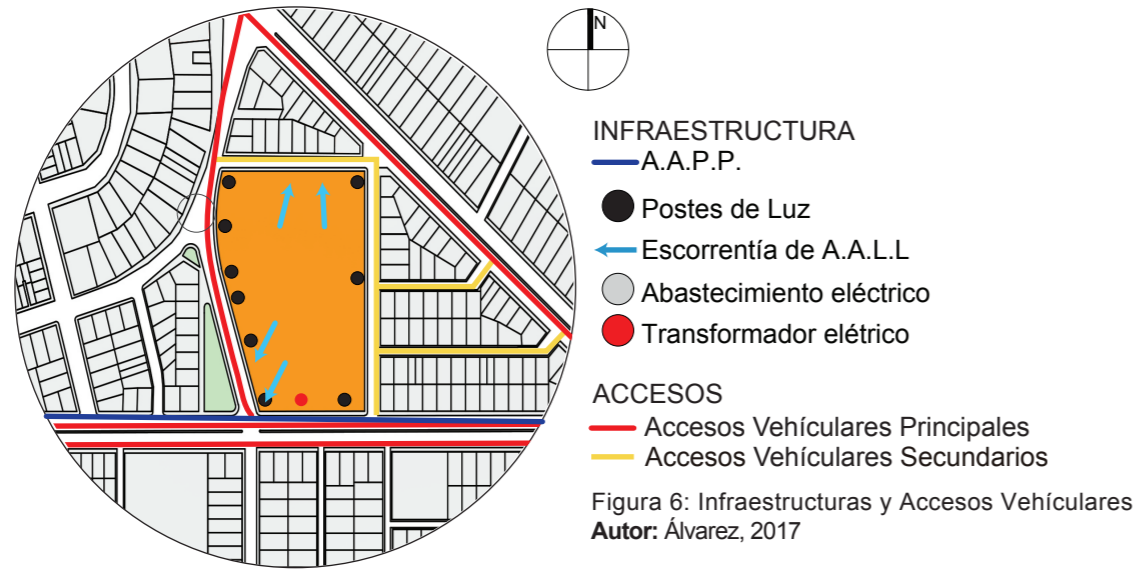 N
INFRAESTRUCTURA
A.A.P.P.
Postes de Luz
Escorrentía de A.A.L.L
Abastecimiento eléctrico
Transformador elétrico
ACCESOS
Accesos Vehículares Principales
Accesos Vehículares Secundarios
Figura 6: Infraestructuras y Accesos Vehículares
Autor: Álvarez, 2017